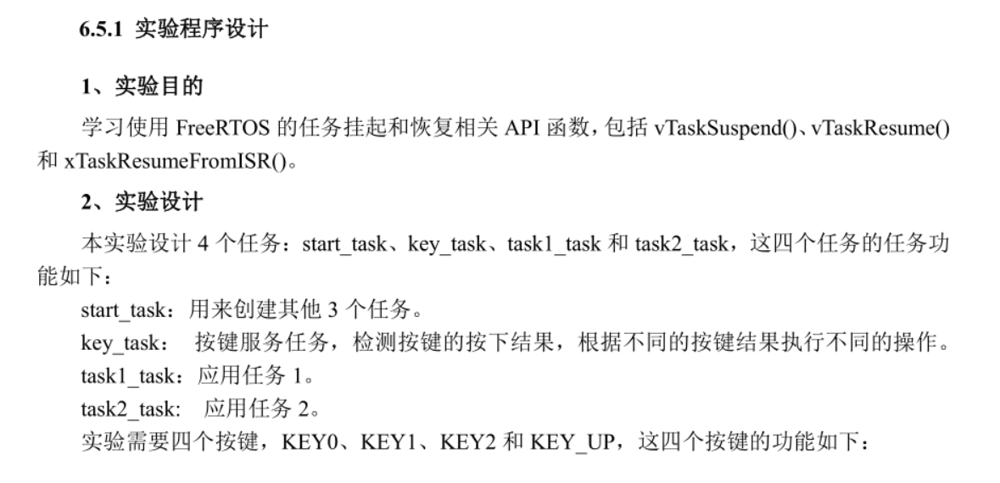 6.5.1 实验程序设计
1、实验目的
学习使用 FreeRTOS 的任务挂起和恢复相关 API 函数，包括 vTaskSuspend()、vTaskResume()
和 xTaskResumeFromISR()。
2、实验设计
本实验设计 4 个任务：start_task、key_task、task1_task 和 task2_task，这四个任务的任务功
能如下：
start_task：用来创建其他 3 个任务。
key_task： 按键服务任务，检测按键的按下结果，根据不同的按键结果执行不同的操作。
task1_task：应用任务 1。
task2_task: 应用任务 2。
实验需要四个按键，KEY0、KEY1、KEY2 和 KEY_UP，这四个按键的功能如下：